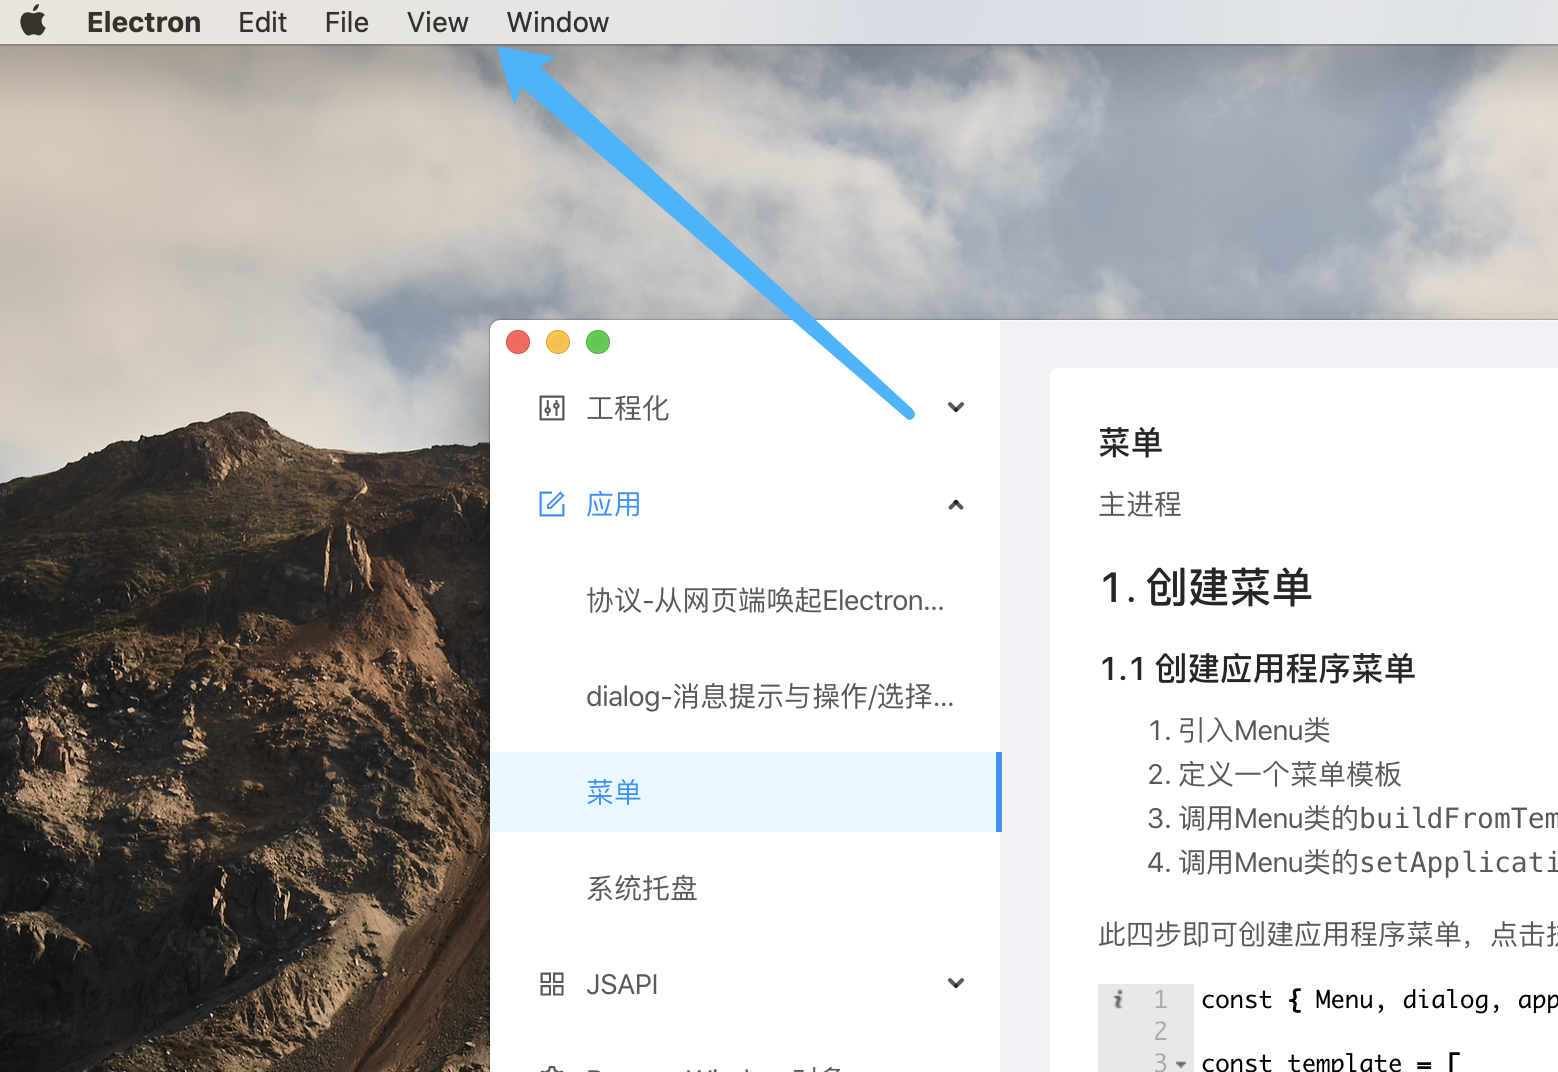 Electron Edit File View Window
工程化
应用
协议-从网页端唤起Electron...
dialog-消息提示与操作/选择...
菜单
系统托盘
JSAPI
菜单
主进程
1. 创建菜单
1.1 创建应用程序菜单
1. 引入Menu类
2. 定义一个菜单模板
3. 调用Menu类的buildFromTem
4. 调用Menu类的setApplicati
此四步即可创建应用程序菜单，点击
i 1 const { Menu, dialog, app
2
3 const template = [